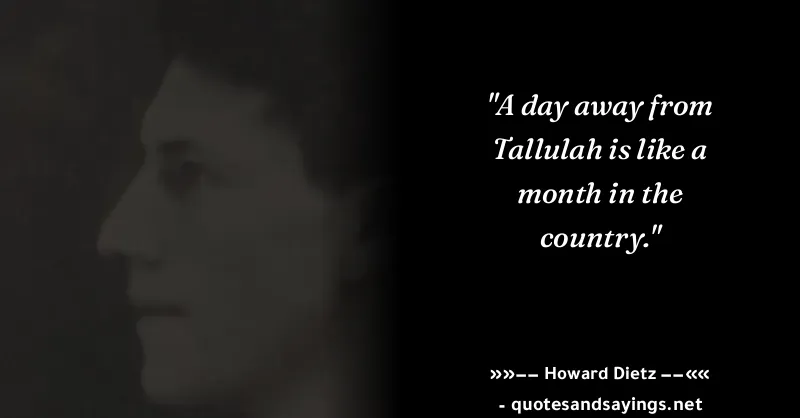 "A day away from
Tallulah is like a
month in the
country."
»»–– Howard Dietz ––««
- quotesandsayings.net